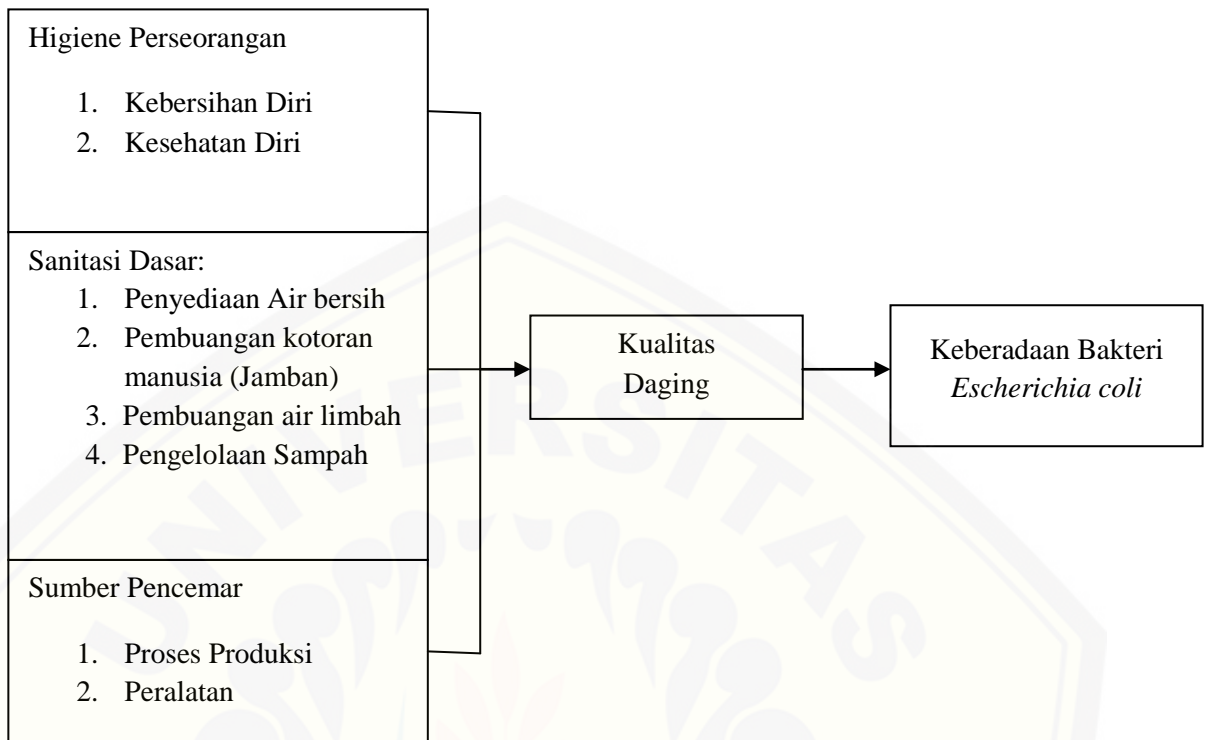 Higiene Perseorangan
1. Kebersihan Diri
2. Kesehatan Diri
Sanitasi Dasar:
1. Penyediaan Air bersih
2. Pembuangan kotoran
manusia (Jamban)
3. Pembuangan air limbah
4. Pengelolaan Sampah
Sumber Pencemar
1. Proses Produksi
2. Peralatan
Kualitas
Daging
Keberadaan Bakteri
Escherichia coli
UNIVERSITAS